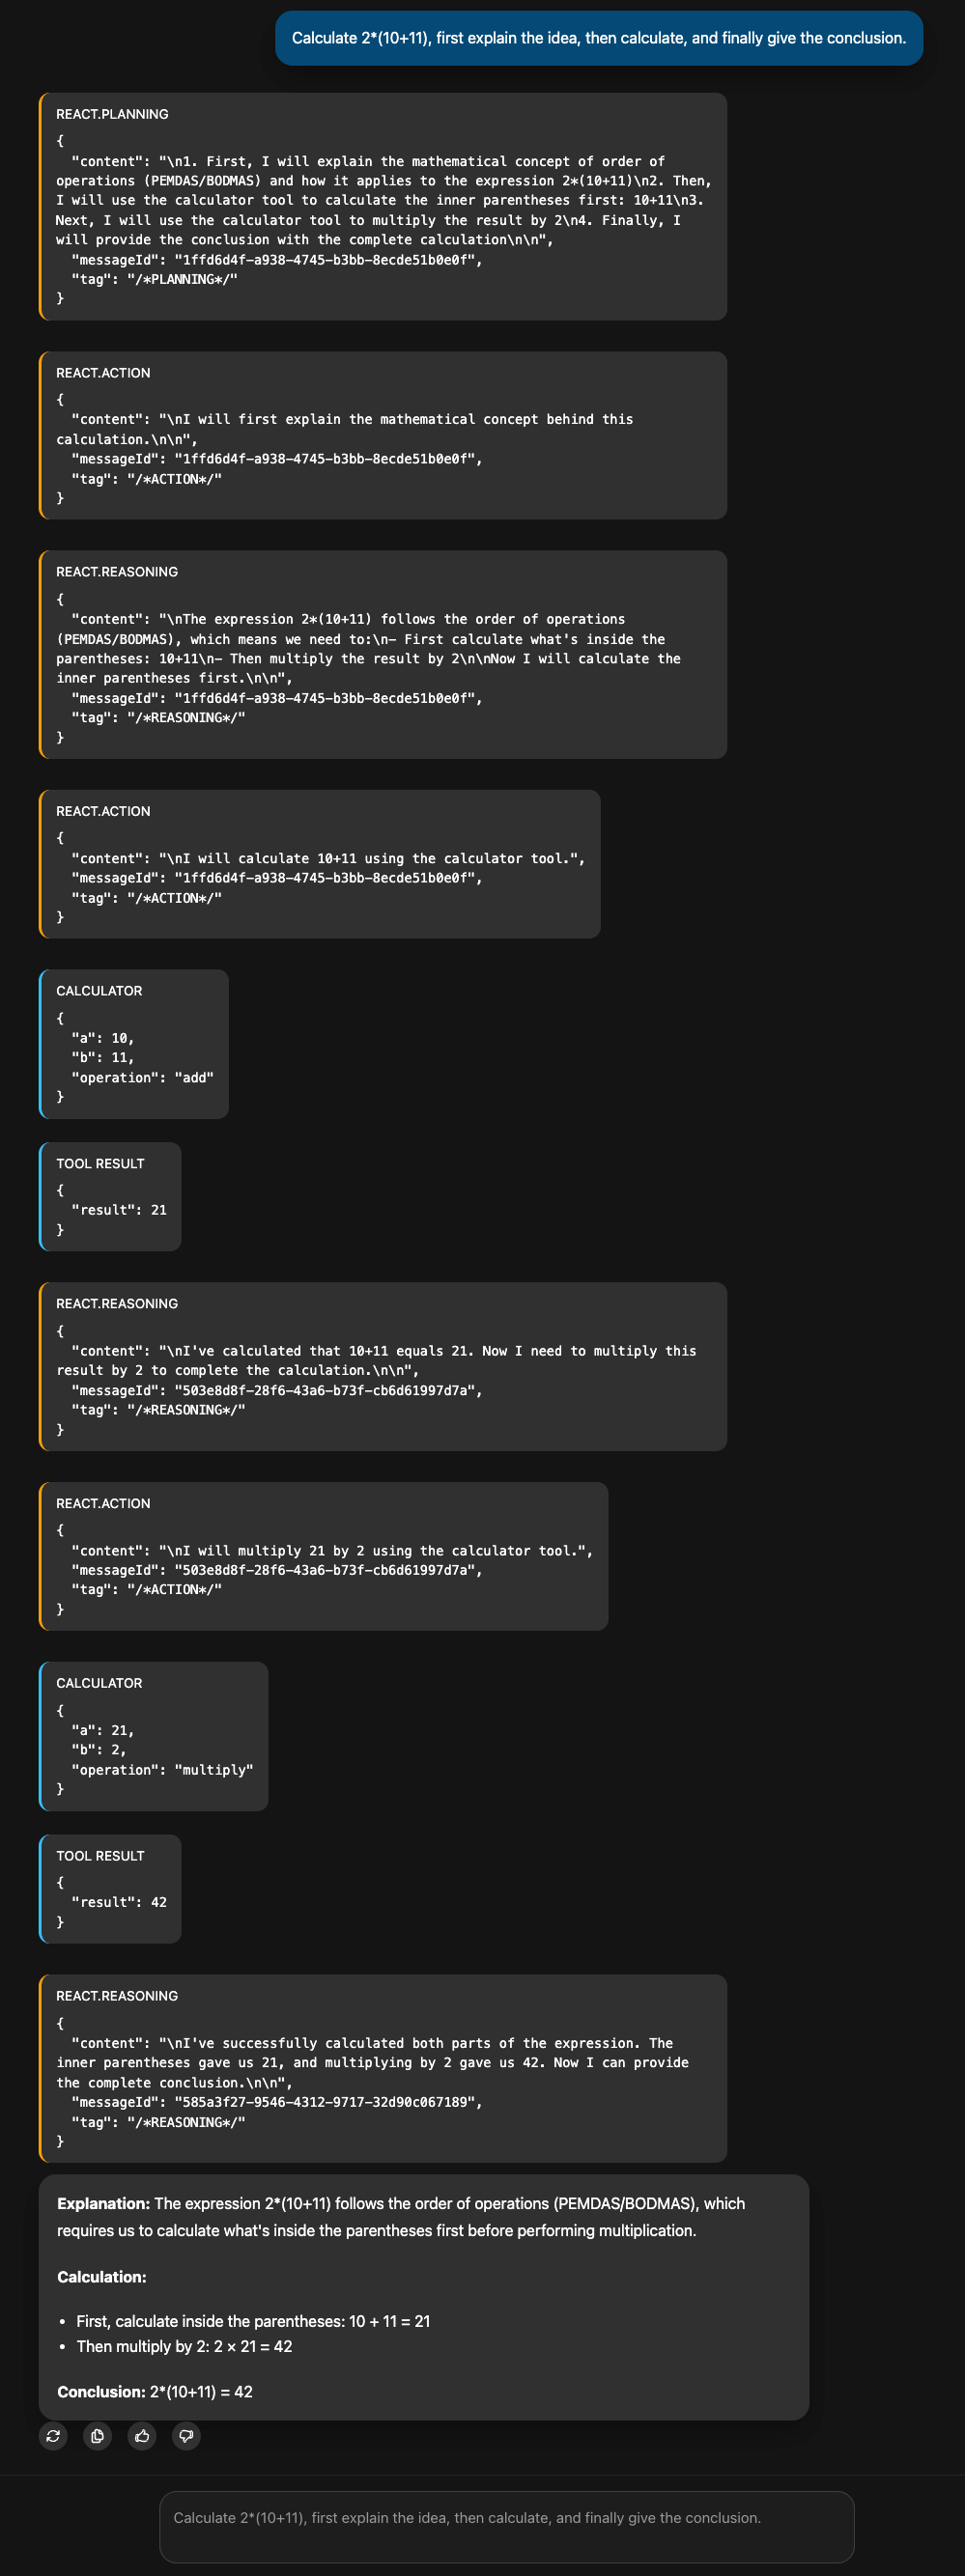 Calculate 2*(10+11), first explain the idea, then calculate, and finally give the conclusion.
REACT.PLANNING
{
  "content": "\n1. First, I will explain the mathematical concept of order of
operations (PEMDAS/BODMAS) and how it applies to the expression 2*(10+11)\n2. Then,
I will use the calculator tool to calculate the inner parentheses first: 10+11\n3.
Next, I will use the calculator tool to multiply the result by 2\n4. Finally, I
will provide the conclusion with the complete calculation\n\n",
  "messageId": "1ffd6d4f-a938-4745-b3bb-8ecde51b0e0f",
  "tag": "/*PLANNING*/"
}
REACT.ACTION
{
  "content": "\nI will first explain the mathematical concept behind this
calculation.\n\n",
  "messageId": "1ffd6d4f-a938-4745-b3bb-8ecde51b0e0f",
  "tag": "/*ACTION*/"
}
REACT.REASONING
{
  "content": "\nThe expression 2*(10+11) follows the order of operations
(PEMDAS/BODMAS), which means we need to:\n- First calculate what's inside the
parentheses: 10+11\n- Then multiply the result by 2\n\nNow I will calculate the
inner parentheses first.\n\n",
  "messageId": "1ffd6d4f-a938-4745-b3bb-8ecde51b0e0f",
  "tag": "/*REASONING*/"
}
REACT.ACTION
{
  "content": "\nI will calculate 10+11 using the calculator tool.",
  "messageId": "1ffd6d4f-a938-4745-b3bb-8ecde51b0e0f",
  "tag": "/*ACTION*/"
}
CALCULATOR
{
  "a": 10,
  "b": 11,
  "operation": "add"
}
TOOL RESULT
{
  "result": 21
}
REACT.REASONING
{
  "content": "\nI've calculated that 10+11 equals 21. Now I need to multiply this
result by 2 to complete the calculation.\n\n",
  "messageId": "503e8d8f-28f6-43a6-b73f-cb6d61997d7a",
  "tag": "/*REASONING*/"
}
REACT.ACTION
{
  "content": "\nI will multiply 21 by 2 using the calculator tool.",
  "messageId": "503e8d8f-28f6-43a6-b73f-cb6d61997d7a",
  "tag": "/*ACTION*/"
}
CALCULATOR
{
  "a": 21,
  "b": 2,
  "operation": "multiply"
}
TOOL RESULT
{
  "result": 42
}
REACT.REASONING
{
  "content": "\nI've successfully calculated both parts of the expression. The
inner parentheses gave us 21, and multiplying by 2 gave us 42. Now I can provide
the complete conclusion.\n\n",
  "messageId": "585a3f27-9546-4312-9717-32d90c067189",
  "tag": "/*REASONING*/"
}
Explanation: The expression 2*(10+11) follows the order of operations (PEMDAS/BODMAS), which
requires us to calculate what's inside the parentheses first before performing multiplication.
Calculation:
• First, calculate inside the parentheses: 10 + 11 = 21
• Then multiply by 2: 2 × 21 = 42
Conclusion: 2*(10+11) = 42
Calculate 2*(10+11), first explain the idea, then calculate, and finally give the conclusion.